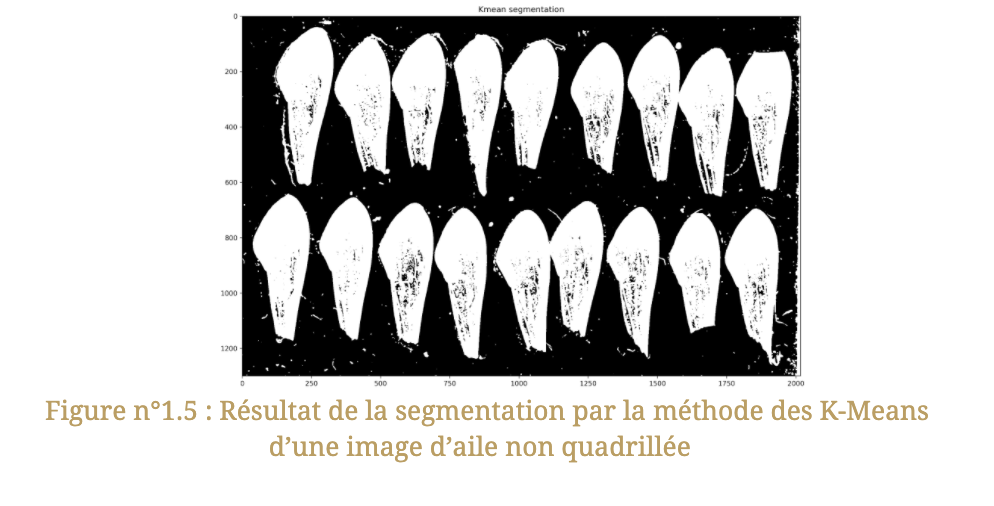 Kmean segmentation
0
200
400
600
800
1000
1200
0 250 500 750 1000 1250 1500 1750 2000
Figure n°1.5 : Résultat de la segmentation par la méthode des K-Means
d’une image d’aile non quadrillée